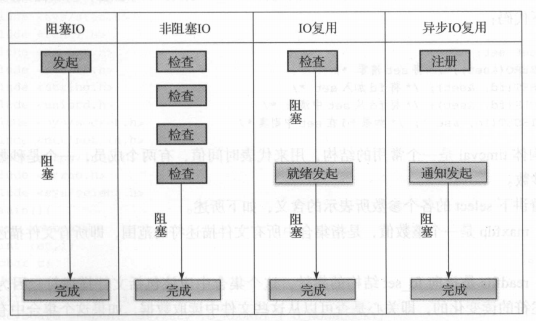 阻塞IO
非阻塞IO
IO复用
异步IO复用
发起
阻塞
完成
检查
检查
检查
检查
阻塞
完成
检查
阻塞
就绪发起
阻塞
完成
注册
通知发起
阻塞
完成